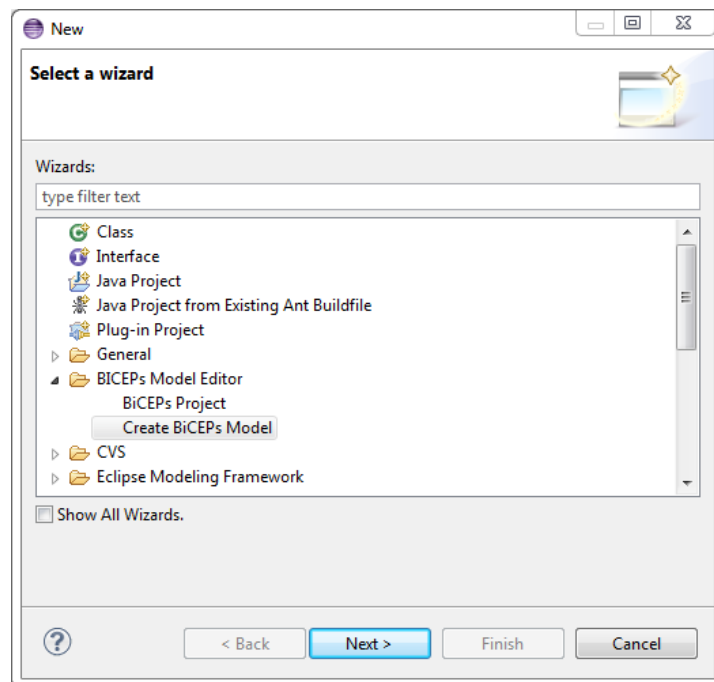 New
Select a wizard
Wizards:
type filter text
Class
Interface
Java Project
Java Project from Existing Ant Buildfile
Plug-in Project
General
BICEPs Model Editor
BiCEPs Project
Create BiCEPs Model
CVS
Eclipse Modeling Framework
Show All Wizards.
? < Back Next > Finish Cancel